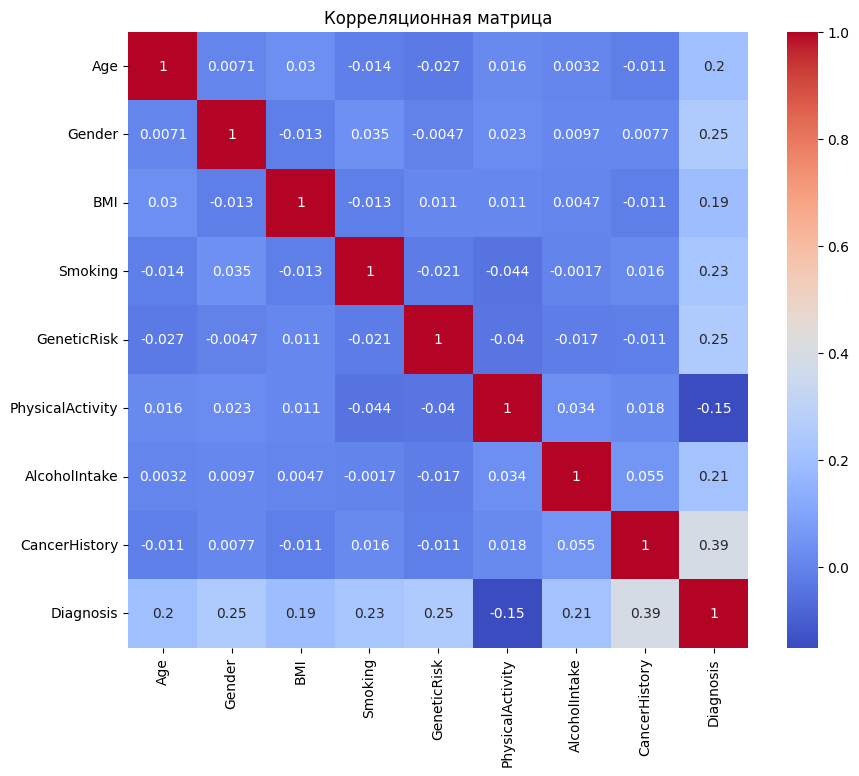 Корреляционная матрица
Age 1 0.0071 0.03 -0.014 -0.027 0.016 0.0032 -0.011 0.2
Gender 0.0071 1 -0.013 0.035 -0.0047 0.023 0.0097 0.0077 0.25
BMI 0.03 -0.013 1 -0.013 0.011 0.011 0.0047 -0.011 0.19
Smoking -0.014 0.035 -0.013 1 -0.021 -0.044 -0.0017 0.016 0.23
GeneticRisk -0.027 -0.0047 0.011 -0.021 1 -0.04 -0.017 -0.011 0.25
PhysicalActivity 0.016 0.023 0.011 -0.044 -0.04 1 0.034 0.018 -0.15
AlcoholIntake 0.0032 0.0097 0.0047 -0.0017 -0.017 0.034 1 0.055 0.21
CancerHistory -0.011 0.0077 -0.011 0.016 -0.011 0.018 0.055 1 0.39
Diagnosis 0.2 0.25 0.19 0.23 0.25 -0.15 0.21 0.39 1
Age
Gender
BMI
Smoking
GeneticRisk
PhysicalActivity
AlcoholIntake
CancerHistory
Diagnosis
1.0
0.8
0.6
0.4
0.2
0.0